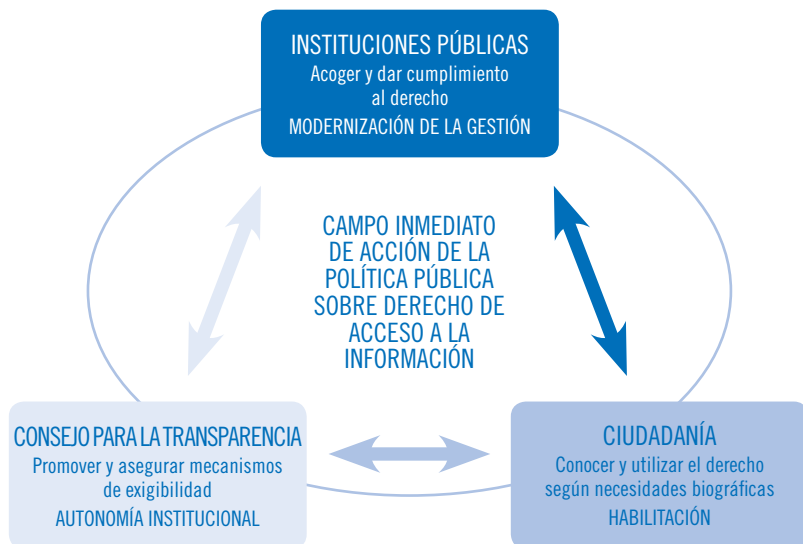 INSTITUCIONES PÚBLICAS
Acoger y dar cumplimiento
al derecho
MODERNIZACIÓN DE LA GESTIÓN
CAMPO INMEDIATO
DE ACCIÓN DE LA
POLÍTICA PÚBLICA
SOBRE DERECHO DE
ACCESO A LA
INFORMACIÓN
CONSEJO PARA LA TRANSPARENCIA
Promover y asegurar mecanismos
de exigibilidad
AUTONOMÍA INSTITUCIONAL
CIUDADANÍA
Conocer y utilizar el derecho
según necesidades biográficas
HABILITACIÓN